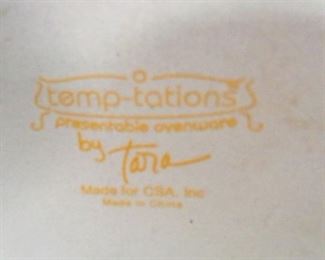 temp-tations
presentable ovenware
by Tara
Made for CSA, Inc
Made in China